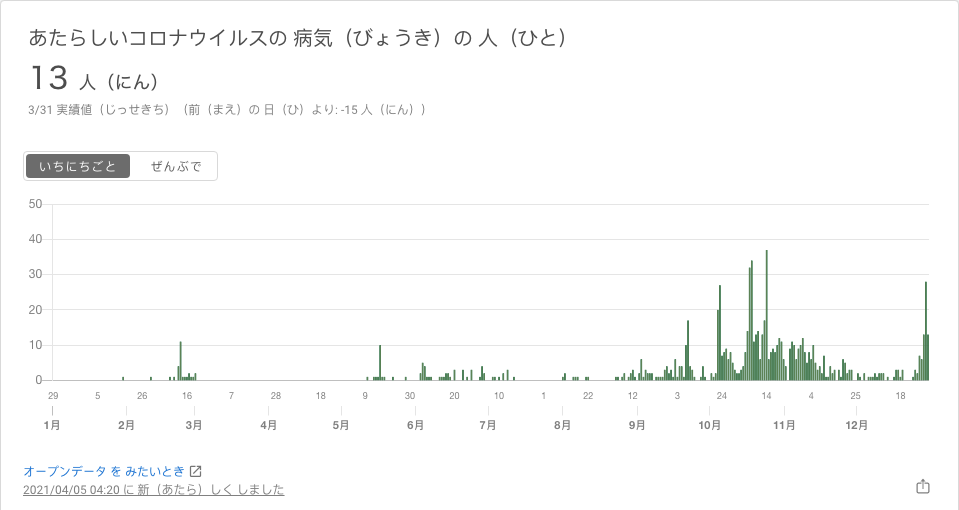 あたらしいコロナウイルスの 病気（びょうき）の 人（ひと）
13 人（にん）
3/31 実績値（じっせきち）（前（まえ）の 日（ひ）より: -15 人（にん））
いちにちごと ぜんぶで
50
40
30
20
10
0
29 5 26 16 7 28 18 9 30 20 10 1 22 12 3 24 14 4 25 18
1月 2月 3月 4月 5月 6月 7月 8月 9月 10月 11月 12月
オープンデータ を みたいとき
2021/04/05 04:20 に 新（あたら）しく しました